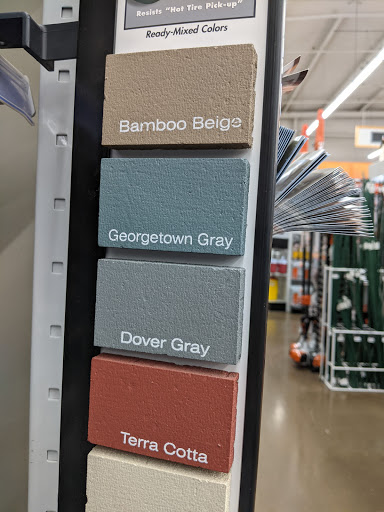 Resists "Hot Tire Pick-up"
Ready-Mixed Colors
Bamboo Beige
Georgetown Gray
Dover Gray
Terra Cotta